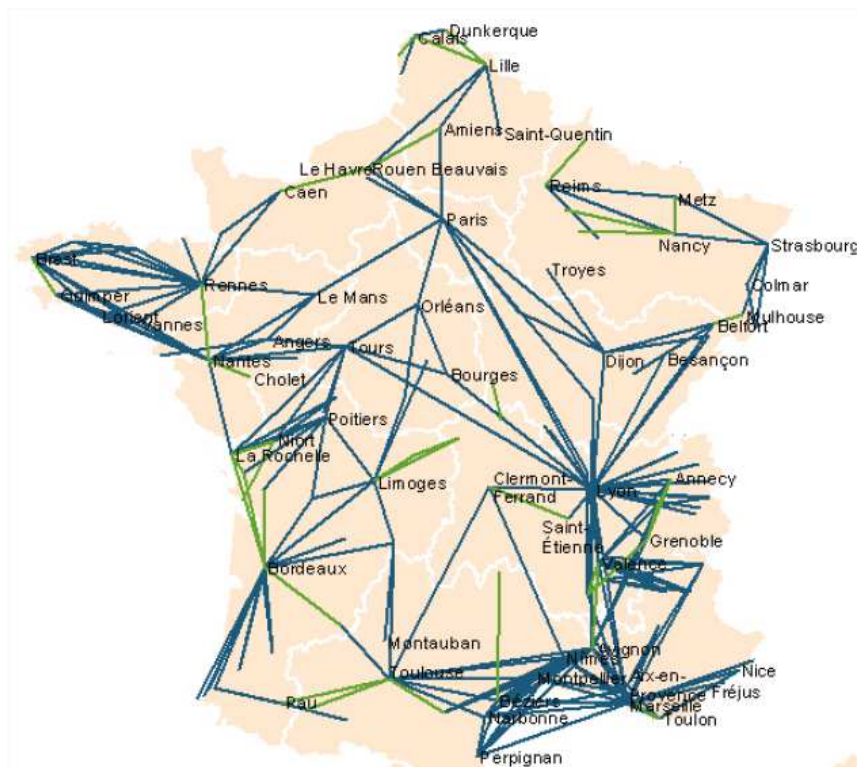 Dunkerque
Calais
Lille
Amiens
Saint-Quentin
Le Havre
Rouen
Beauvais
Reims
Caen
Metz
Paris
Nancy
Strasbourg
Brest
Rennes
Troyes
Colmar
Quimper
Le Mans
Orléans
Lorient
Vannes
Mulhouse
Belfort
Angers
Tours
Nantes
Dijon
Besançon
Cholet
Bourges
Poitiers
Niort
La Rochelle
Limoges
Clermont-
Ferrand
Lyon
Annecy
Saint-
Étienne
Grenoble
Bordeaux
Valence
Montauban
Avignon
Nîmes
Toulouse
Montpellier
Aix-en-
Provence
Nice
Fréjus
Pau
Béziers
Marseille
Narbonne
Toulon
Perpignan